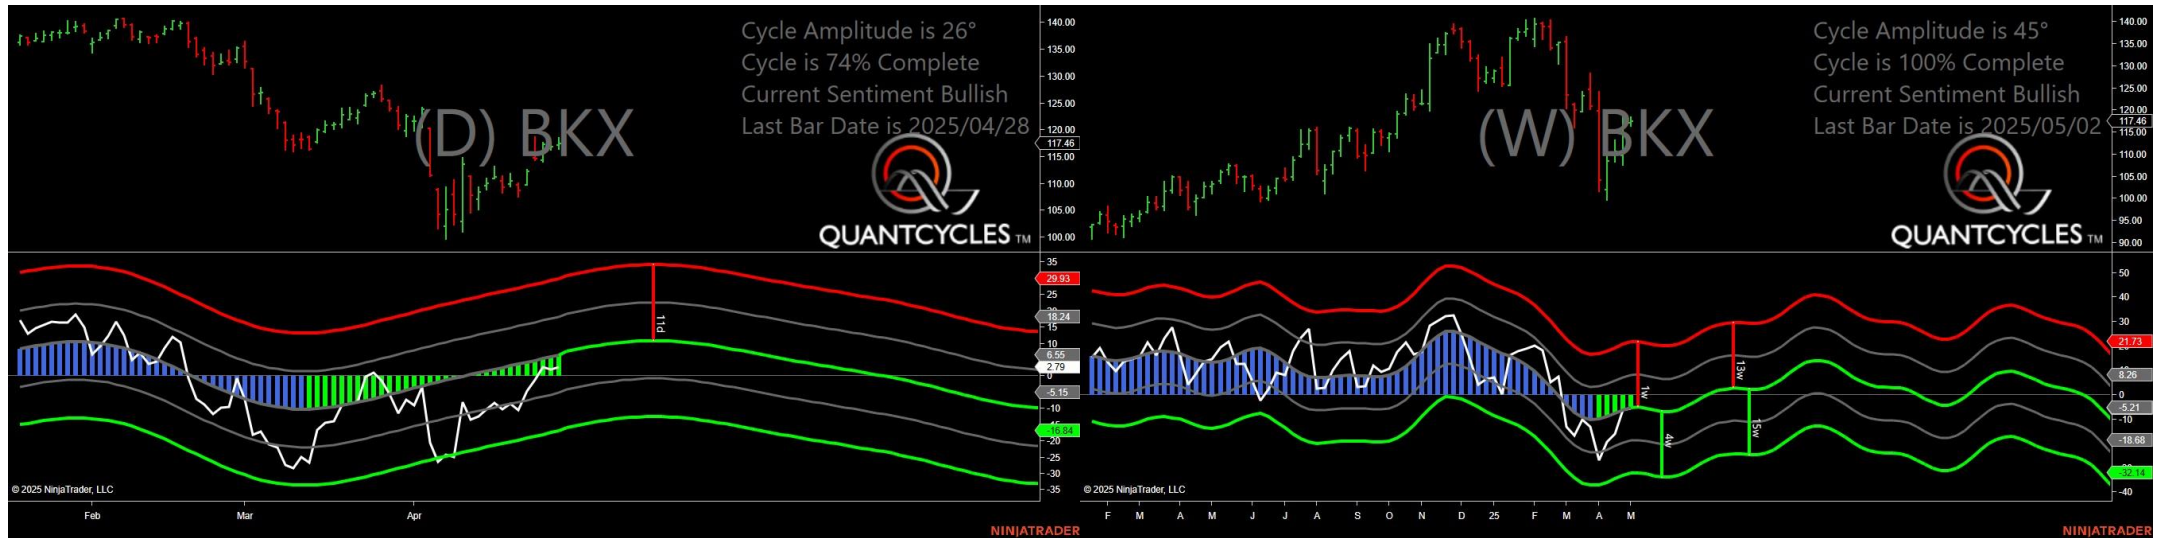 Cycle Amplitude is 26°
Cycle is 74% Complete
Current Sentiment Bullish
Last Bar Date is 2025/04/28
(D) BKX
QUANTCYCLES TM
140.00
135.00
130.00
125.00
120.00
117.46
115.00
110.00
105.00
100.00
35
29.93
25
18.24
15
10
6.55
2.79
0
-5.15
-10
-16.84
-20
-25
-30
-35
11d
© 2025 NinjaTrader, LLC
Feb Mar Apr
NINJATRADER
Cycle Amplitude is 45°
Cycle is 100% Complete
Current Sentiment Bullish
Last Bar Date is 2025/05/02
(W) BKX
QUANTCYCLES TM
140.00
135.00
130.00
125.00
120.00
117.46
115.00
110.00
105.00
100.00
95.00
90.00
50
40
30
21.73
8.26
0
-5.21
-10
-18.68
-32.14
-40
1w
4w
13w
15w
© 2025 NinjaTrader, LLC
F M A M J J A S O N D 25 F M A M
NINJATRADER